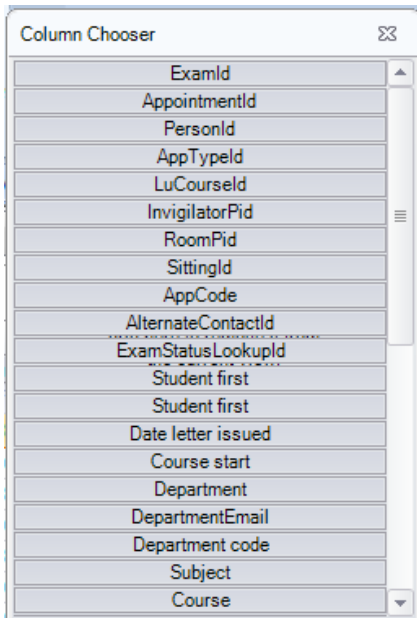 Column Chooser
ExamId
AppointmentId
PersonId
AppTypeId
LuCourseId
InvigilatorPid
RoomPid
SittingId
AppCode
AlternateContactId
ExamStatusLookupId
Student first
Student first
Date letter issued
Course start
Department
DepartmentEmail
Department code
Subject
Course